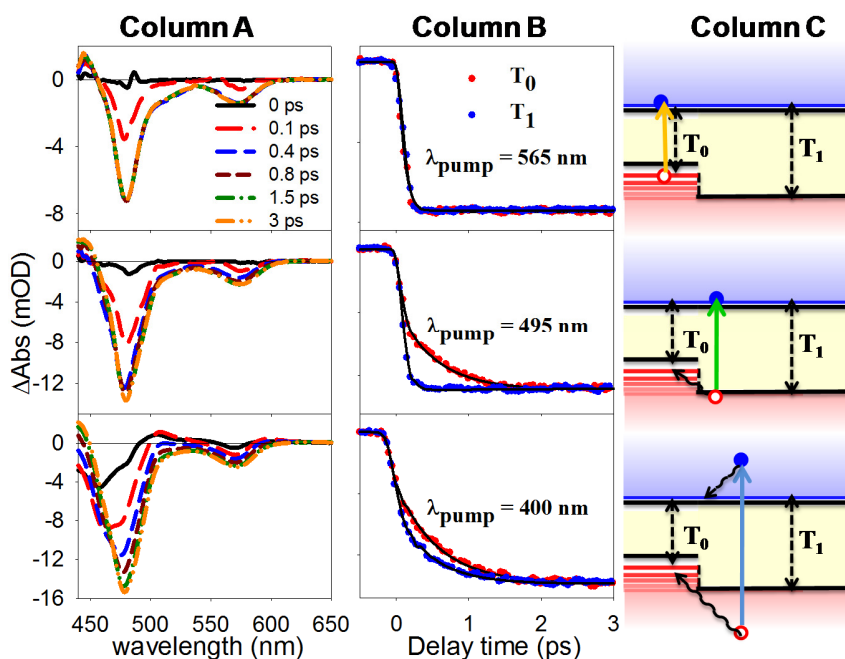 Column A
Column B
Column C
0
-4
-8
0 ps
0.1 ps
0.4 ps
0.8 ps
1.5 ps
3 ps
T0
T1
λpump = 565 nm
T0
T1
0
-4
-8
-12
ΔAbs (mOD)
λpump = 495 nm
T0
T1
0
-4
-8
-12
-16
λpump = 400 nm
T0
T1
450 500 550 600 650
wavelength (nm)
0 1 2 3
Delay time (ps)